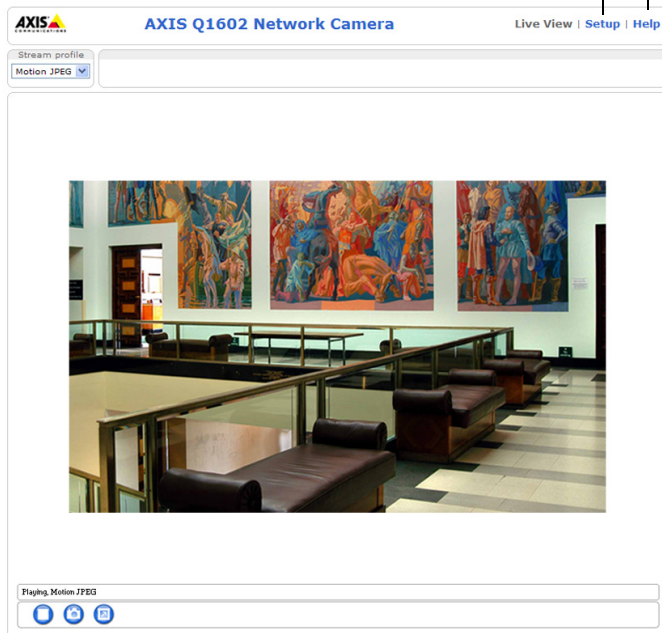 AXIS
COMMUNICATIONS
AXIS Q1602 Network Camera
Live View | Setup | Help
Stream profile
Motion JPEG
Playing, Motion JPEG